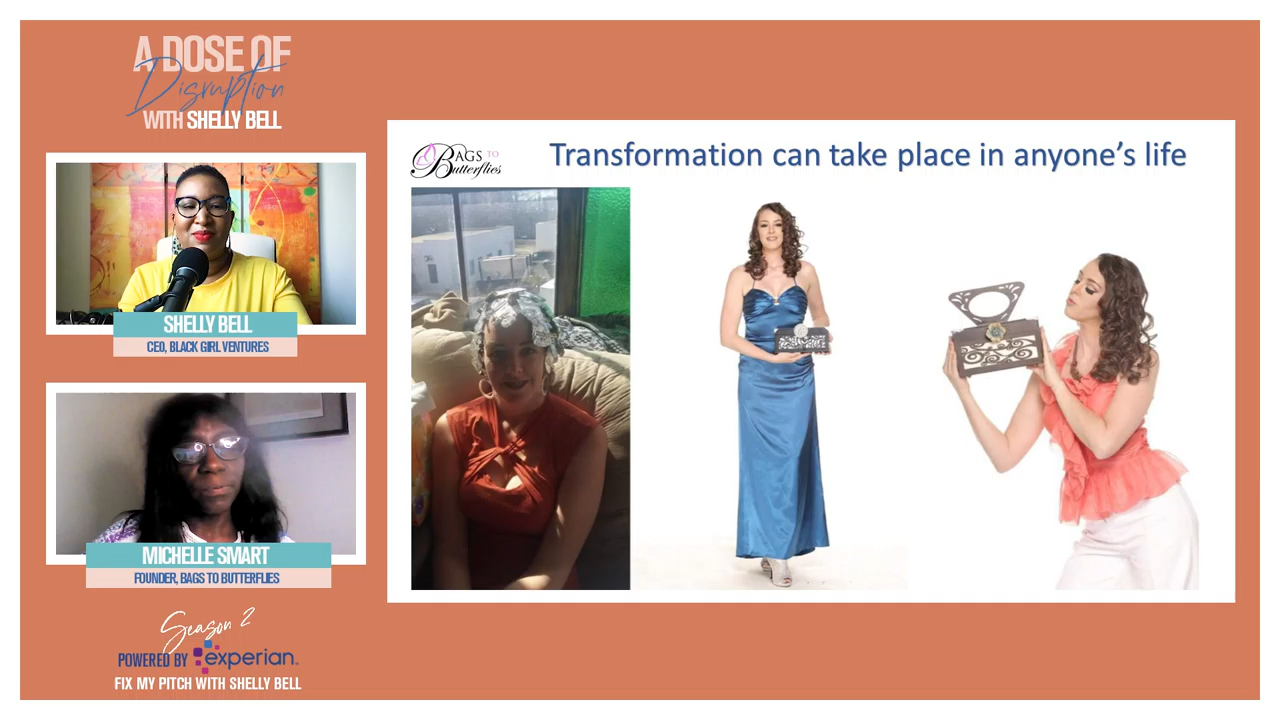 A DOSE OF
Disruption
WITH SHELLY BELL
SHELLY BELL
CEO, BLACK GIRL VENTURES
MICHELLE SMART
FOUNDER, BAGS TO BUTTERFLIES
Season 2
POWERED BY experian.
FIX MY PITCH WITH SHELLY BELL
BAGS TO
Butterflies
Transformation can take place in anyone's life